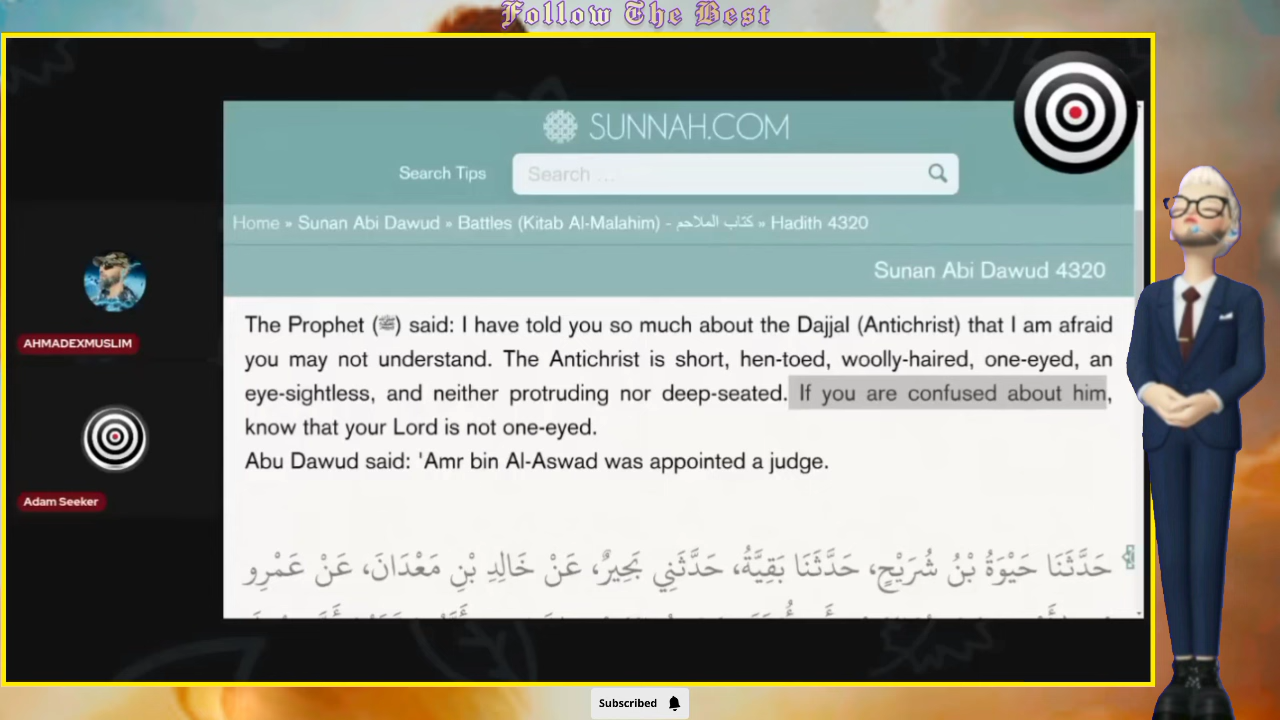 Follow The Best
SUNNAH.COM
Search Tips
Search ...
Home » Sunan Abi Dawud » Battles (Kitab Al-Malahim) - كتاب الملاحم » Hadith 4320
Sunan Abi Dawud 4320
The Prophet (ﷺ) said: I have told you so much about the Dajjal (Antichrist) that I am afraid
you may not understand. The Antichrist is short, hen-toed, woolly-haired, one-eyed, an
eye-sightless, and neither protruding nor deep-seated. If you are confused about him,
know that your Lord is not one-eyed.
Abu Dawud said: 'Amr bin Al-Aswad was appointed a judge.
حَدَّثَنَا حَيْوَةُ بْنُ شُرَيْحٍ، حَدَّثَنَا بَقِيَّةُ، حَدَّثَنِي بَحِيرٌ، عَنْ خَالِدِ بْنِ مَعْدَانَ، عَنْ عَمْرِو
AHMADEXMUSLIM
Adam Seeker
Subscribed